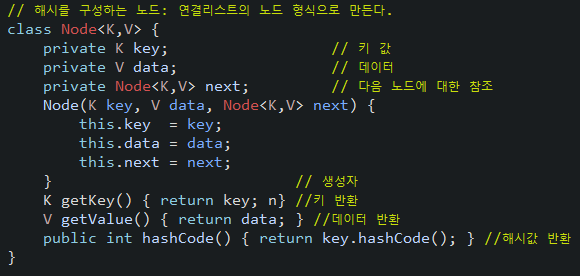 // 해시를 구성하는 노드: 연결리스트의 노드 형식으로 만든다.
class Node<K,V> {
    private K key;                // 키 값
    private V data;               // 데이터
    private Node<K,V> next;       // 다음 노드에 대한 참조
    Node(K key, V data, Node<K,V> next) {
        this.key  = key;
        this.data = data;
        this.next = next;
    }                         // 생성자
    K getKey() { return key; n} //키 반환
    V getValue() { return data; } //데이터 반환
    public int hashCode() { return key.hashCode(); } //해시값 반환
}